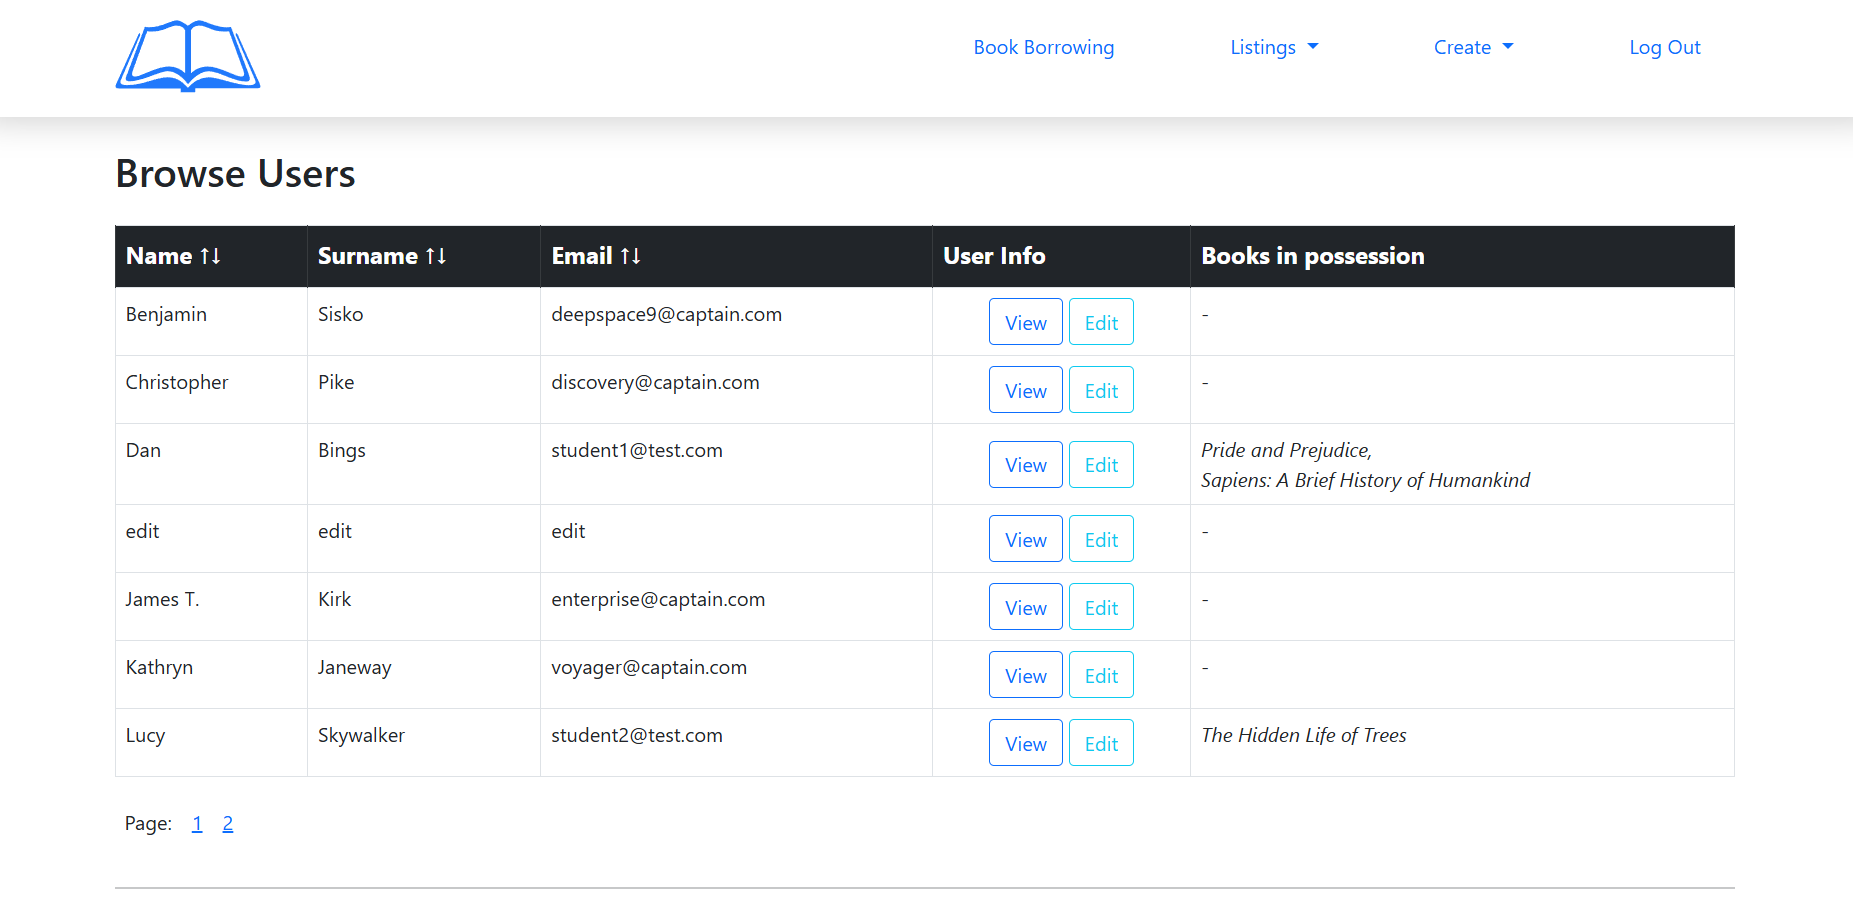 Book Borrowing Listings Create Log Out
Browse Users
Name ↑↓ Surname ↑↓ Email ↑↓ User Info Books in possession
Benjamin Sisko deepspace9@captain.com View Edit -
Christopher Pike discovery@captain.com View Edit -
Dan Bings student1@test.com View Edit Pride and Prejudice,
Sapiens: A Brief History of Humankind
edit edit edit View Edit -
James T. Kirk enterprise@captain.com View Edit -
Kathryn Janeway voyager@captain.com View Edit -
Lucy Skywalker student2@test.com View Edit The Hidden Life of Trees
Page: 1 2